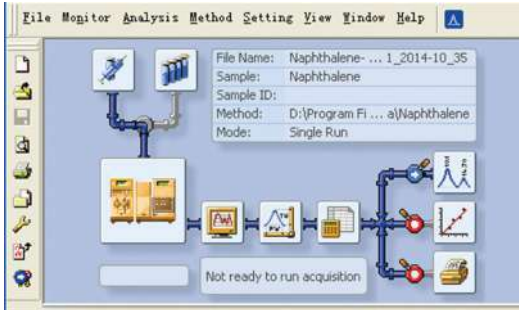 File Monitor Analysis Method Setting View Window Help
File Name: Naphthalene- ... 1_2014-10_35
Sample: Naphthalene
Sample ID:
Method: D:\Program Fi ... a\Naphthalene
Mode: Single Run
Not ready to run acquisition